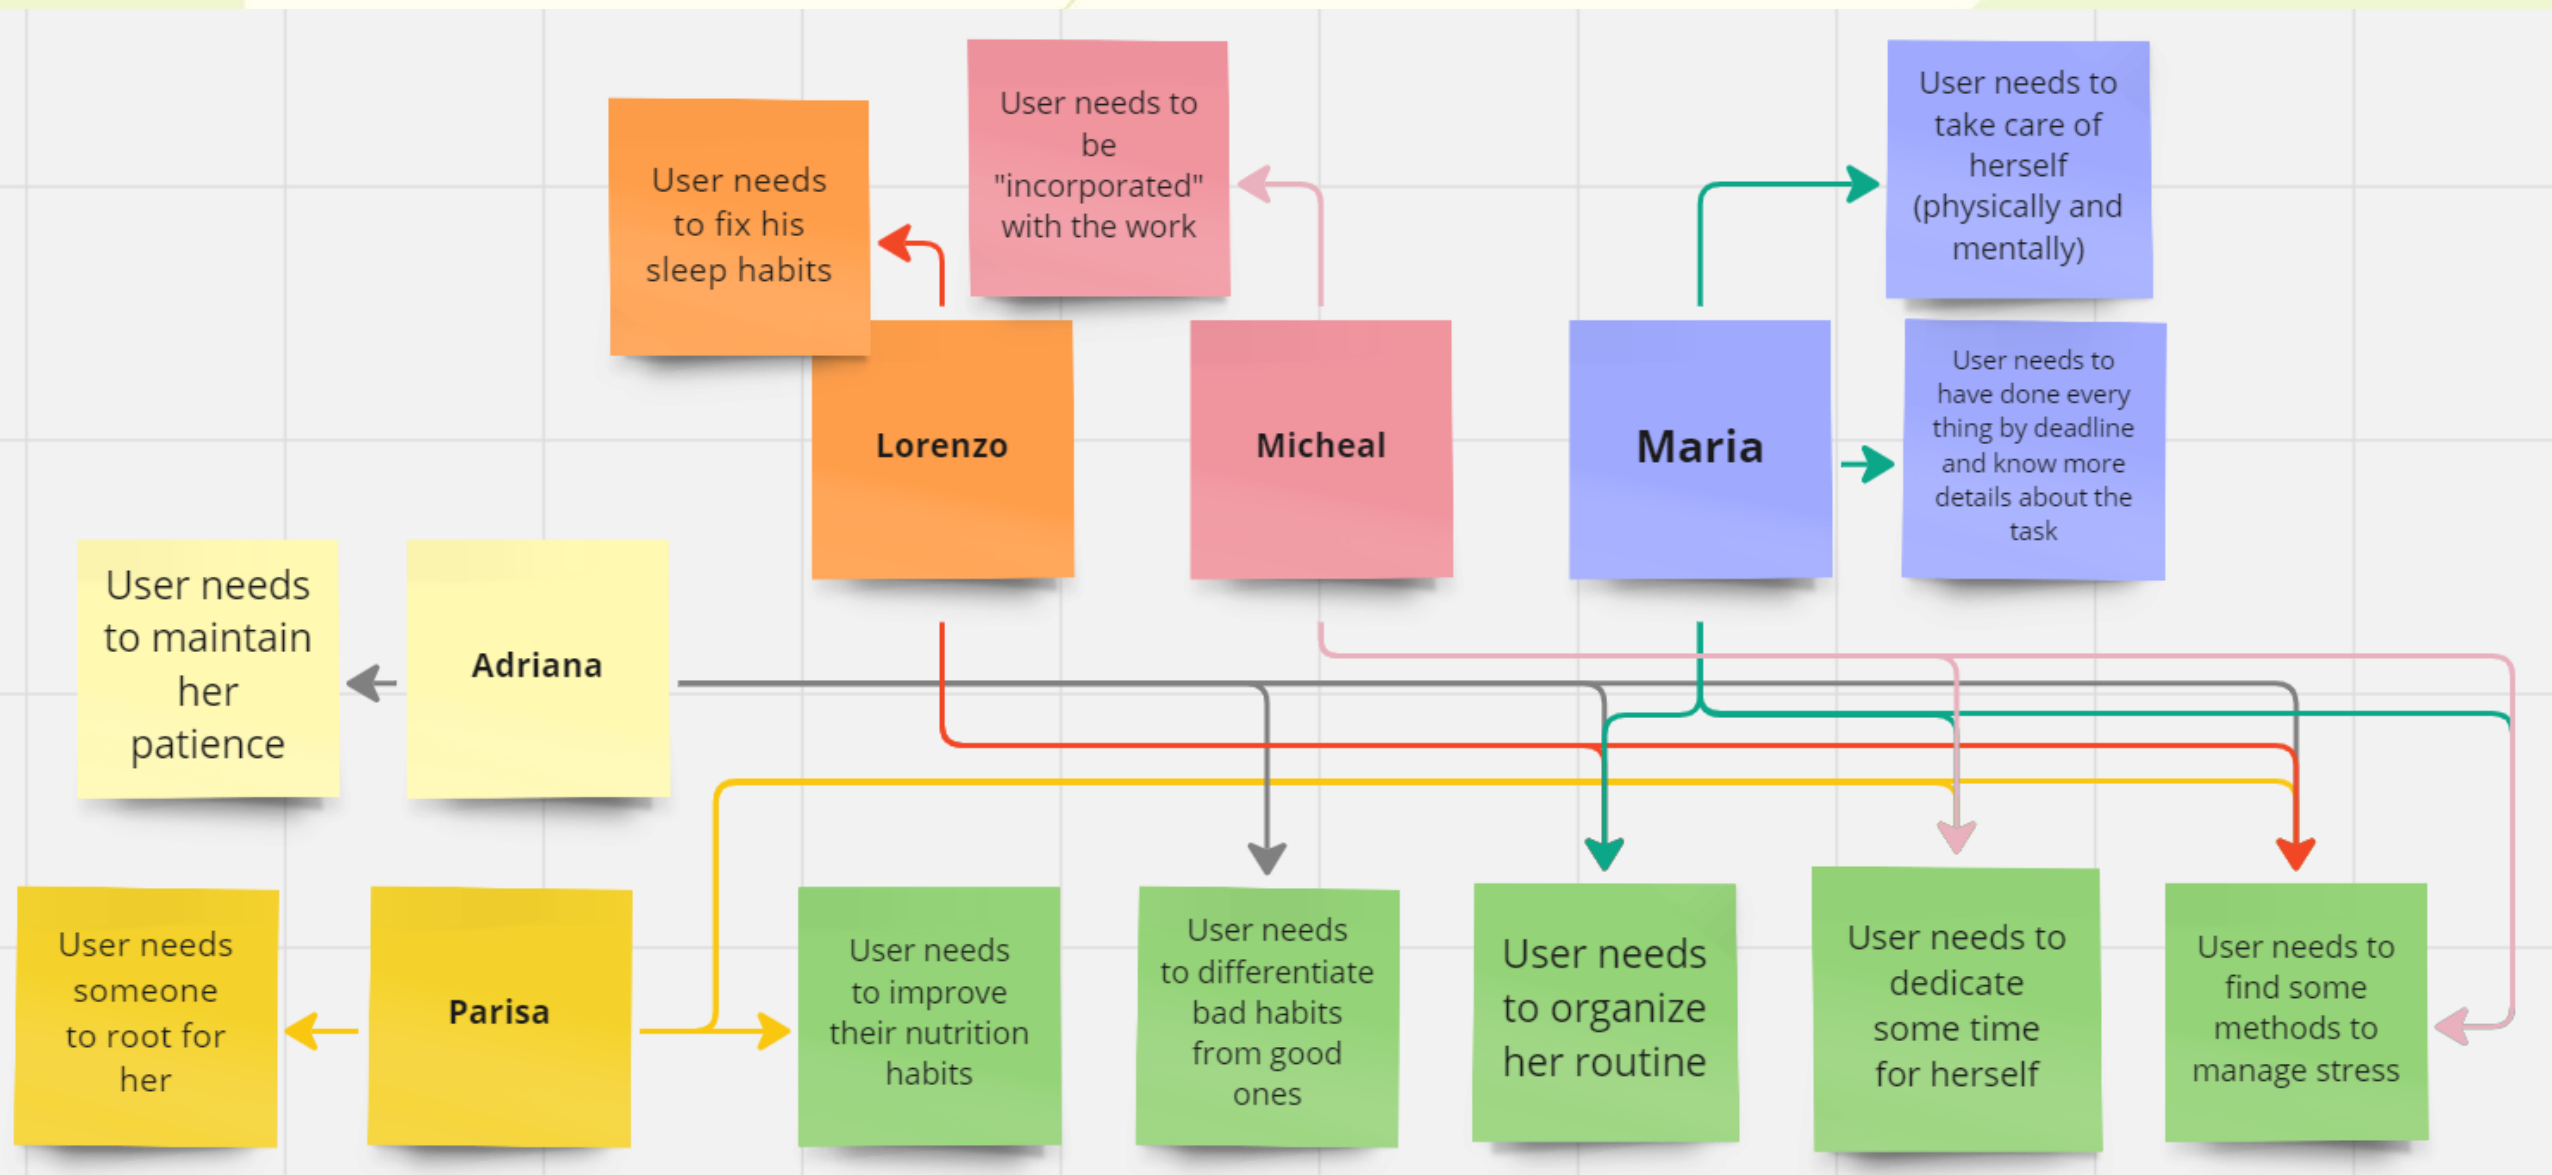 User needs to
be
"incorporated"
with the work
User needs to
take care of
herself
(physically and
mentally)
User needs
to fix his
sleep habits
Lorenzo
Micheal
Maria
User needs to
have done every
thing by deadline
and know more
details about the
task
User needs
to maintain
her
patience
Adriana
User needs
someone
to root for
her
Parisa
User needs
to improve
their nutrition
habits
User needs
to differentiate
bad habits
from good
ones
User needs
to organize
her routine
User needs to
dedicate
some time
for herself
User needs to
find some
methods to
manage stress